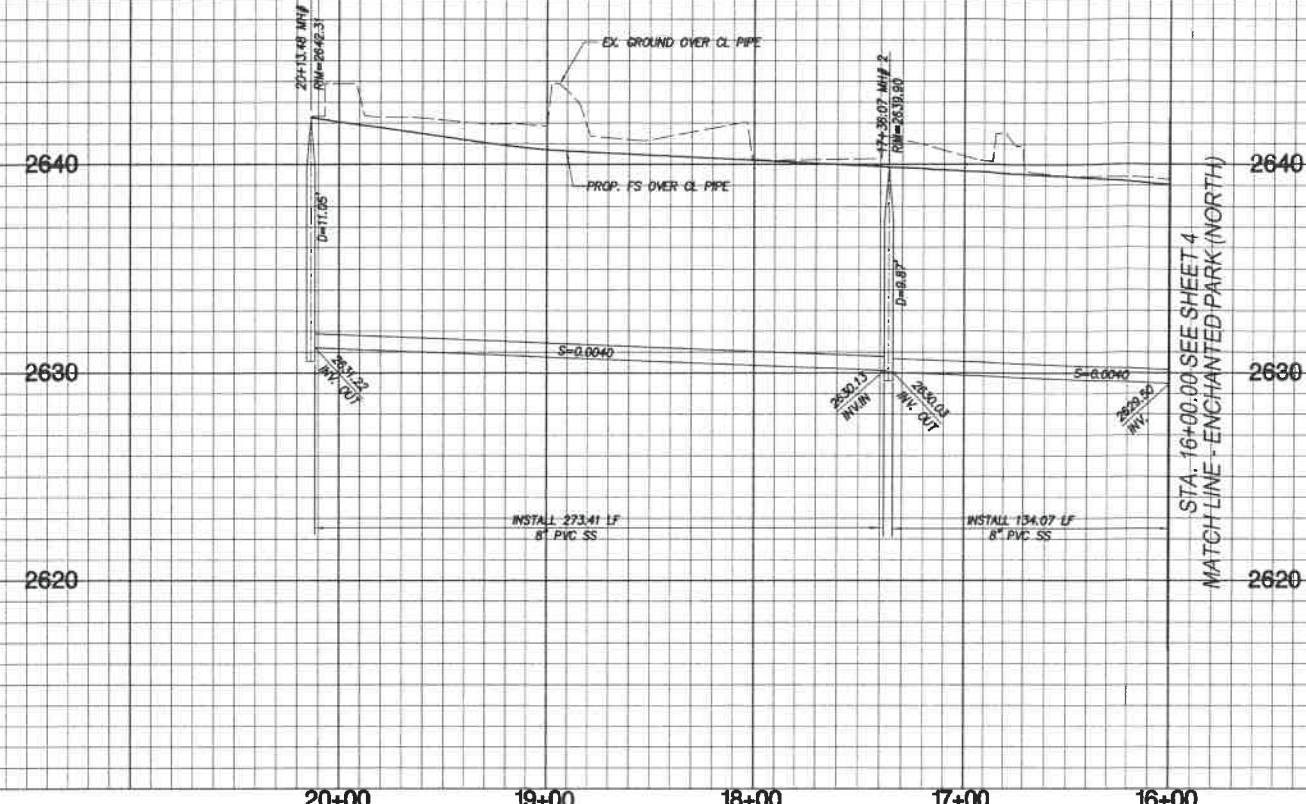 20+13.48 MH#
RIM=2642.31
EX. GROUND OVER CL PIPE
17+36.07 MH# 2
RIM=2639.90
2640
2640
PROP. FS OVER CL PIPE
D=11.05'
D=9.87'
STA. 16+00.00 SEE SHEET 4
MATCH LINE - ENCHANTED PARK (NORTH)
2630
2630
S=0.0040
S=0.0040
2631.22
INV. OUT
2630.13
INV.IN
2630.03
INV. OUT
2629.50
INV.
INSTALL 273.41 LF
8" PVC SS
INSTALL 134.07 LF
8" PVC SS
2620
2620
20+00
19+00
18+00
17+00
16+00